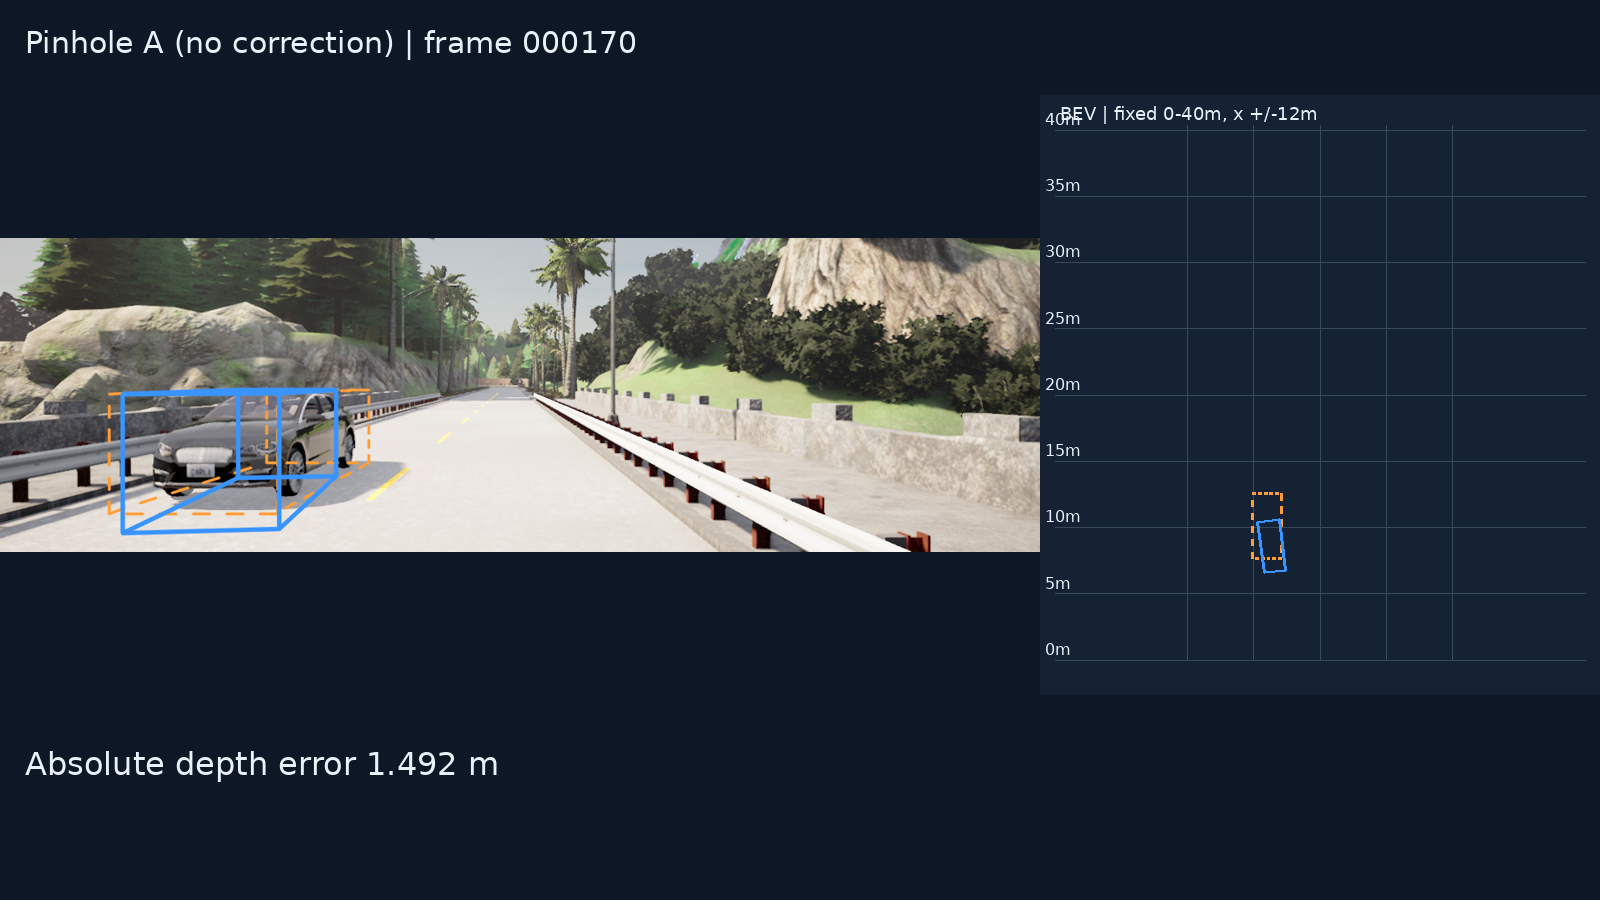 Pinhole A (no correction) | frame 000170
BEV | fixed 0-40m, x +/-12m
40m
35m
30m
25m
20m
15m
10m
5m
0m
CARLA
Absolute depth error 1.492 m